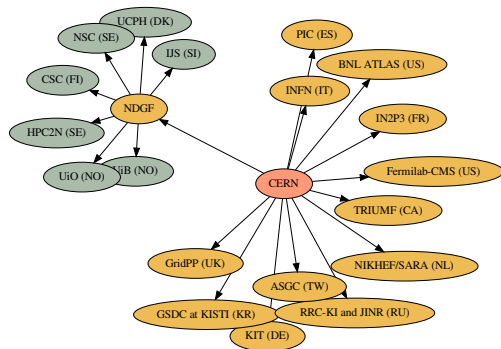 UCPH (DK)
NSC (SE)
IJS (SI)
CSC (FI)
NDGF
HPC2N (SE)
UiO (NO)
UiB (NO)
PIC (ES)
BNL ATLAS (US)
INFN (IT)
IN2P3 (FR)
Fermilab-CMS (US)
CERN
TRIUMF (CA)
GridPP (UK)
NIKHEF/SARA (NL)
ASGC (TW)
GSDC at KISTI (KR)
RRC-KI and JINR (RU)
KIT (DE)